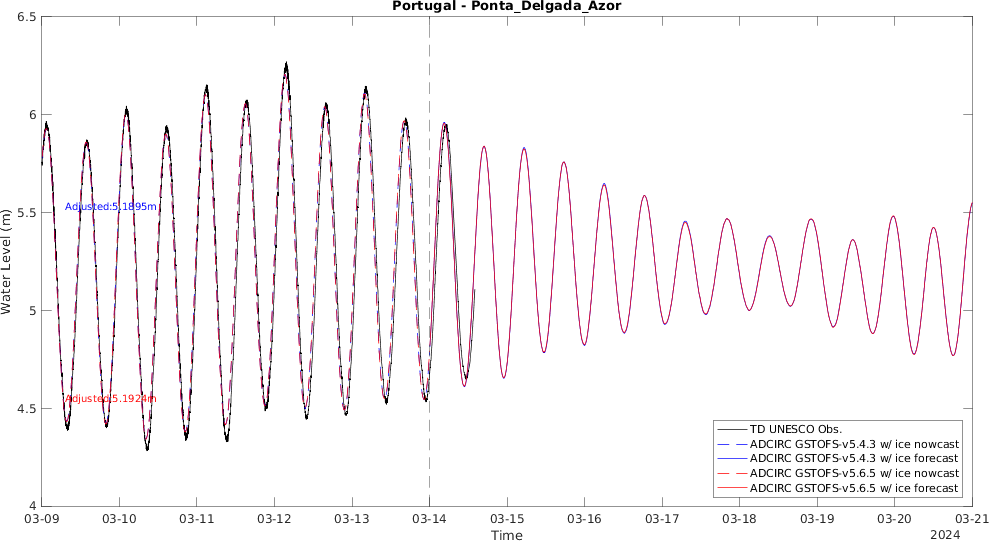 Portugal - Ponta_Delgada_Azor
6.5
6
5.5
5
4.5
4
Water Level (m)
Adjusted:5.1895m
Adjusted:5.1924m
TD UNESCO Obs.
ADCIRC GSTOFS-v5.4.3 w/ ice nowcast
ADCIRC GSTOFS-v5.4.3 w/ ice forecast
ADCIRC GSTOFS-v5.6.5 w/ ice nowcast
ADCIRC GSTOFS-v5.6.5 w/ ice forecast
03-09 03-10 03-11 03-12 03-13 03-14 03-15 03-16 03-17 03-18 03-19 03-20 03-21
Time
2024